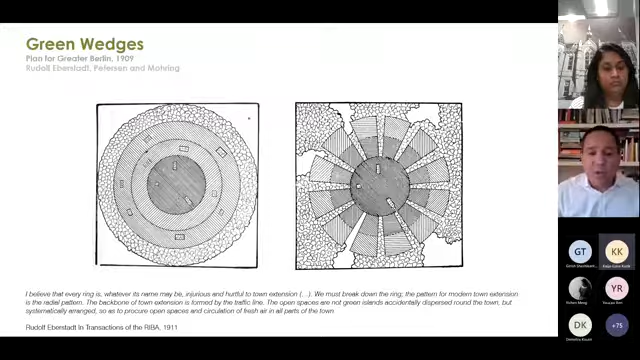 Green Wedges
Plan for Greater Berlin, 1909
Rudolf Eberstadt, Petersen and Mohring
I believe that every ring is, whatever its name may be, injurious and hurtful to town extension (...). We must break down the ring; the pattern for modern town extension
is the radial pattern. The backbone of town extension is formed by the traffic line. The open spaces are not green islands accidentally dispersed round the town, but
systematically arranged, so as to procure open spaces and circulation of fresh air in all parts of the town
Rudolf Eberstadt in Transactions of the RIBA, 1911
GT
KK
YR
DK
+75